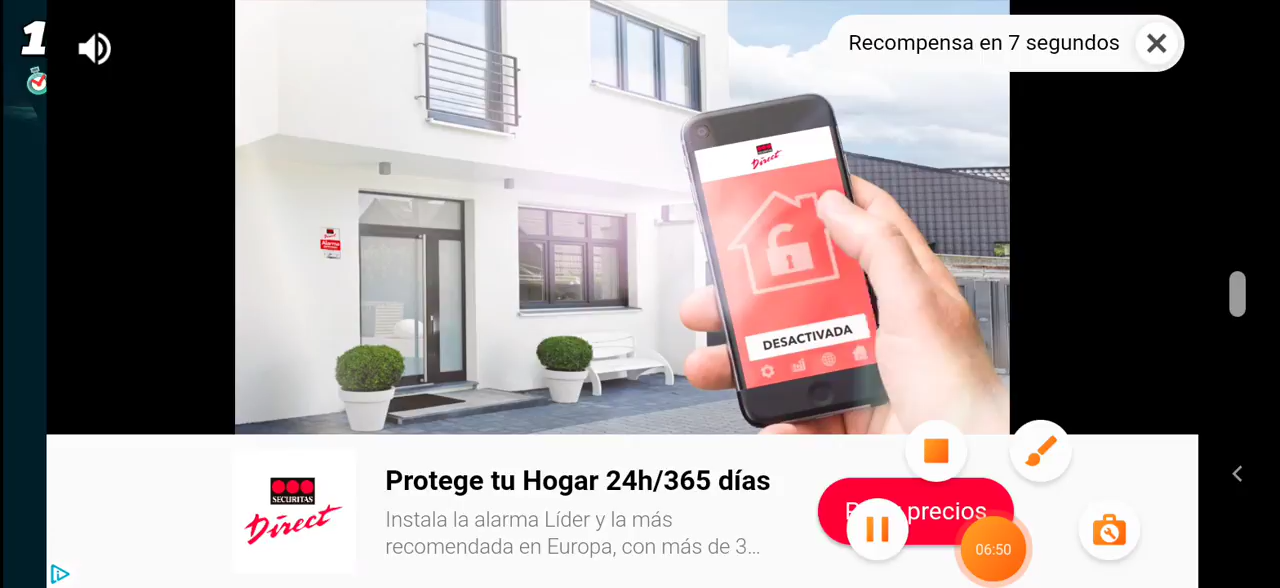 1
Recompensa en 7 segundos
Direct
Alarma
DESACTIVADA
Protege tu Hogar 24h/365 días
SECURITAS
Direct
Instala la alarma Líder y la más
recomendada en Europa, con más de 3...
precios
06:50